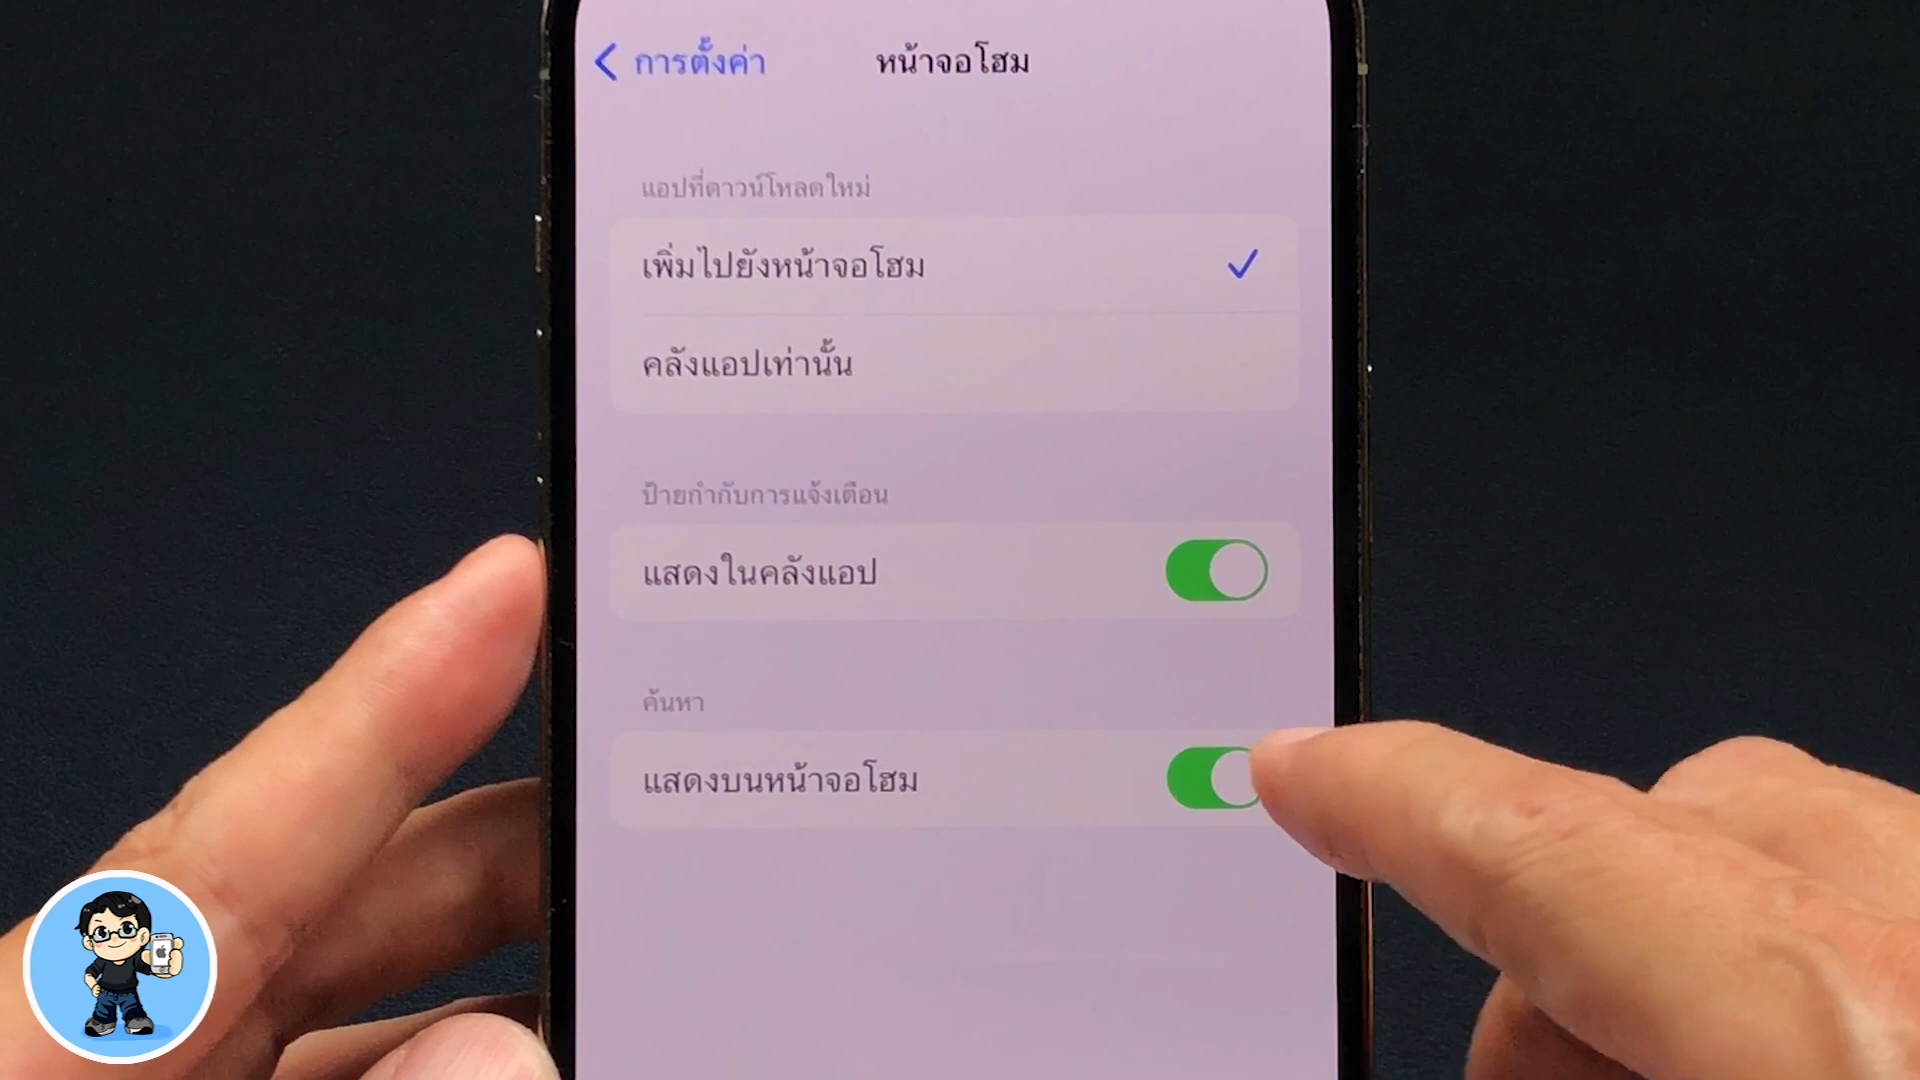 การตั้งค่า
หน้าจอโฮม
แอปที่ดาวน์โหลดใหม่
เพิ่มไปยังหน้าจอโฮม
คลังแอปเท่านั้น
ป้ายกำกับการแจ้งเตือน
แสดงในคลังแอป
ค้นหา
แสดงบนหน้าจอโฮม